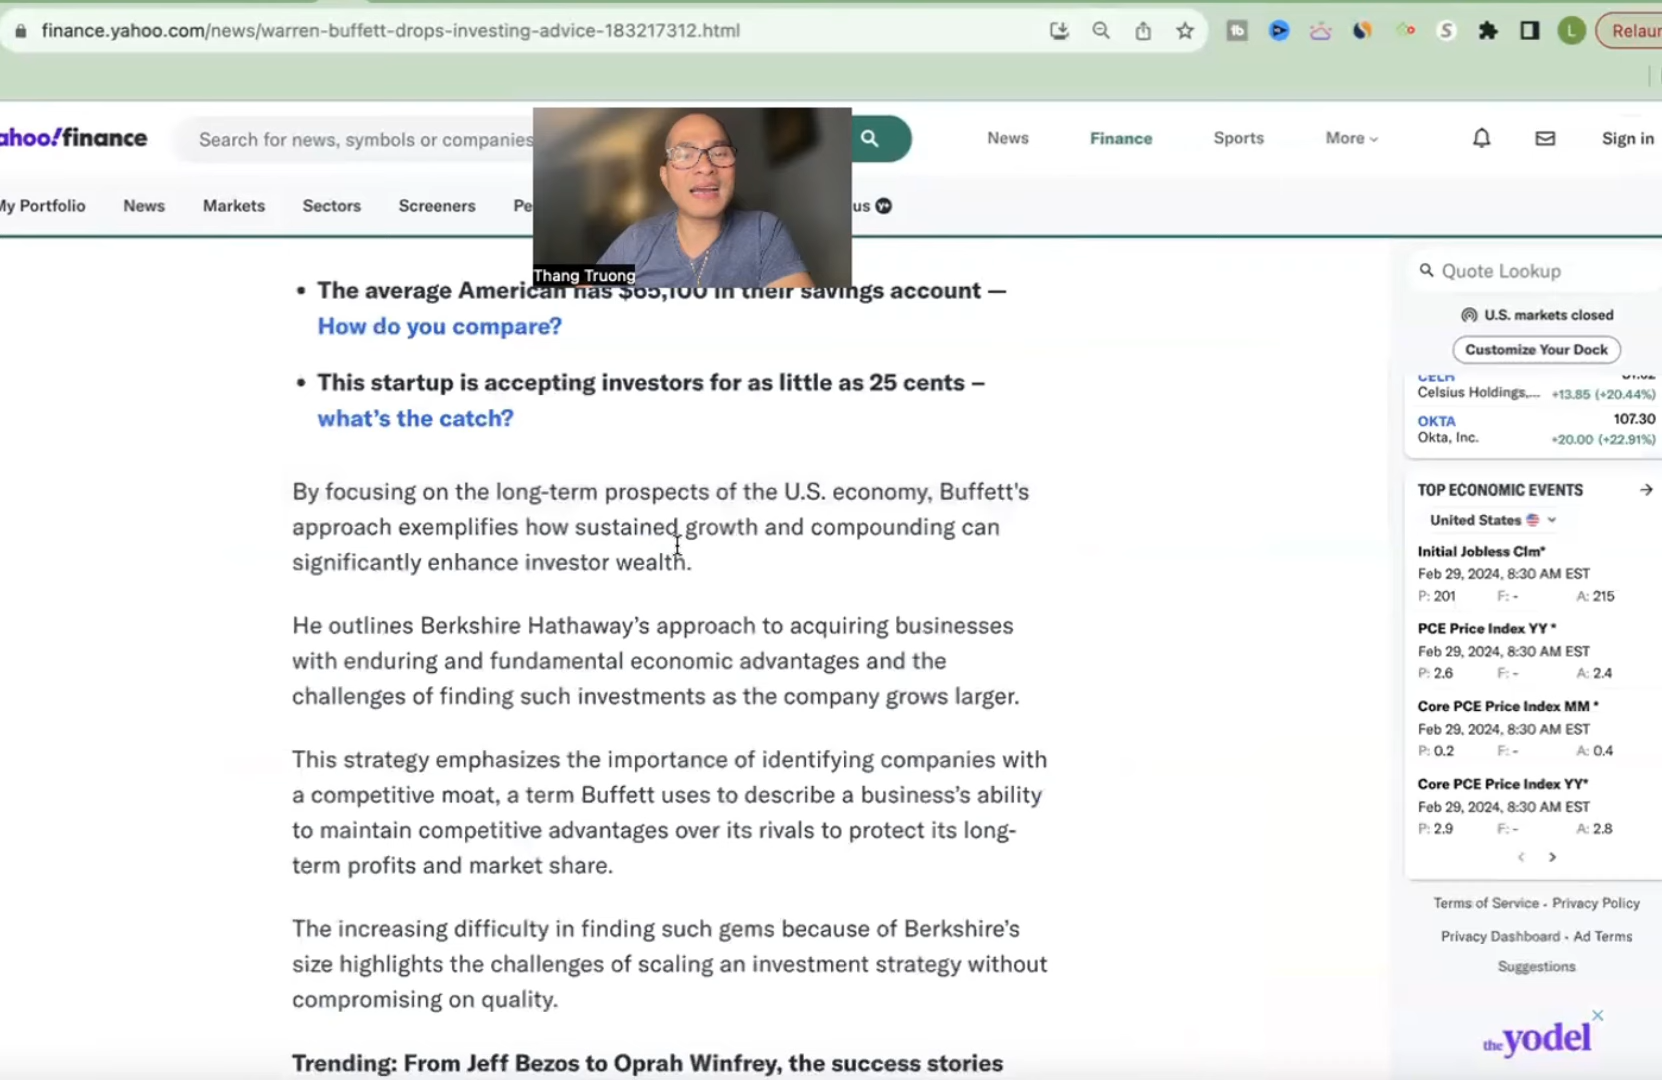 finance.yahoo.com/news/warren-buffett-drops-investing-advice-183217312.html
tb
S
L
Relaun
ahoo!finance
Search for news, symbols or companies
News
Finance
Sports
More
Sign in
My Portfolio
News
Markets
Sectors
Screeners
Pe
us
Y+
Thang Truong
• The average American has $65,100 in their savings account —
How do you compare?
• This startup is accepting investors for as little as 25 cents –
what's the catch?
By focusing on the long-term prospects of the U.S. economy, Buffett's
approach exemplifies how sustained growth and compounding can
significantly enhance investor wealth.
He outlines Berkshire Hathaway's approach to acquiring businesses
with enduring and fundamental economic advantages and the
challenges of finding such investments as the company grows larger.
This strategy emphasizes the importance of identifying companies with
a competitive moat, a term Buffett uses to describe a business's ability
to maintain competitive advantages over its rivals to protect its long-
term profits and market share.
The increasing difficulty in finding such gems because of Berkshire's
size highlights the challenges of scaling an investment strategy without
compromising on quality.
Trending: From Jeff Bezos to Oprah Winfrey, the success stories
Quote Lookup
U.S. markets closed
Customize Your Dock
CELH
Celsius Holdings,... +13.85 (+20.44%)
OKTA 107.30
Okta, Inc. +20.00 (+22.91%)
TOP ECONOMIC EVENTS
United States
Initial Jobless Clm*
Feb 29, 2024, 8:30 AM EST
P: 201 F: - A: 215
PCE Price Index YY *
Feb 29, 2024, 8:30 AM EST
P: 2.6 F: - A: 2.4
Core PCE Price Index MM *
Feb 29, 2024, 8:30 AM EST
P: 0.2 F: - A: 0.4
Core PCE Price Index YY*
Feb 29, 2024, 8:30 AM EST
P: 2.9 F: - A: 2.8
Terms of Service • Privacy Policy
Privacy Dashboard • Ad Terms
Suggestions
the yodel